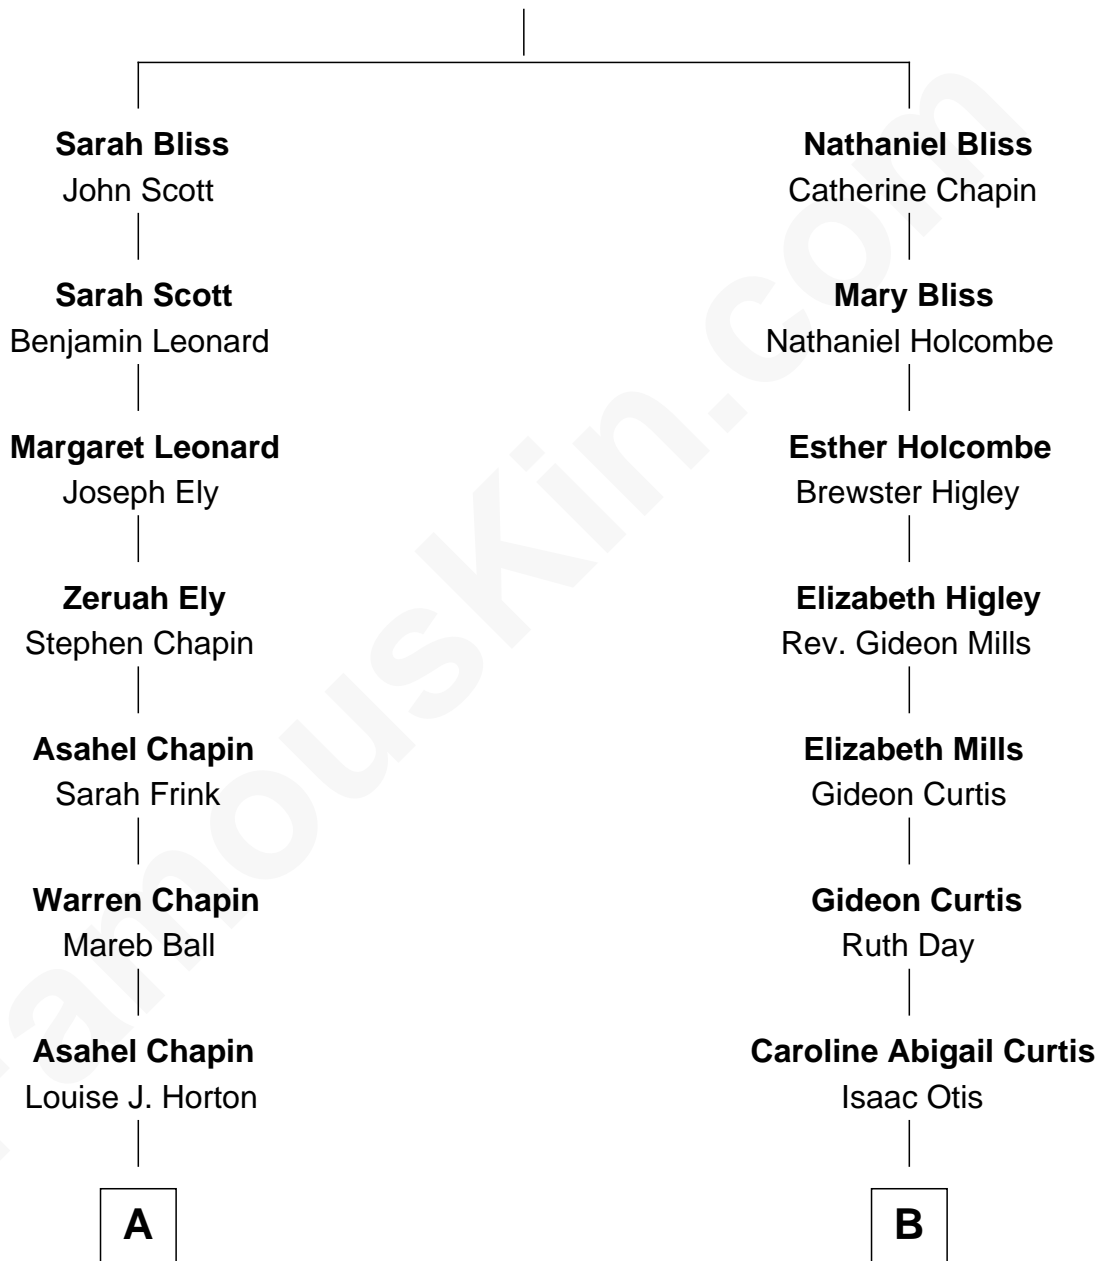 Sarah Bliss
John Scott
Nathaniel Bliss
Catherine Chapin
Sarah Scott
Benjamin Leonard
Mary Bliss
Nathaniel Holcombe
Margaret Leonard
Joseph Ely
Esther Holcombe
Brewster Higley
Zeruah Ely
Stephen Chapin
Elizabeth Higley
Rev. Gideon Mills
Asahel Chapin
Sarah Frink
Elizabeth Mills
Gideon Curtis
Warren Chapin
Mareb Ball
Gideon Curtis
Ruth Day
Asahel Chapin
Louise J. Horton
Caroline Abigail Curtis
Isaac Otis
A
B
FamousKin.com